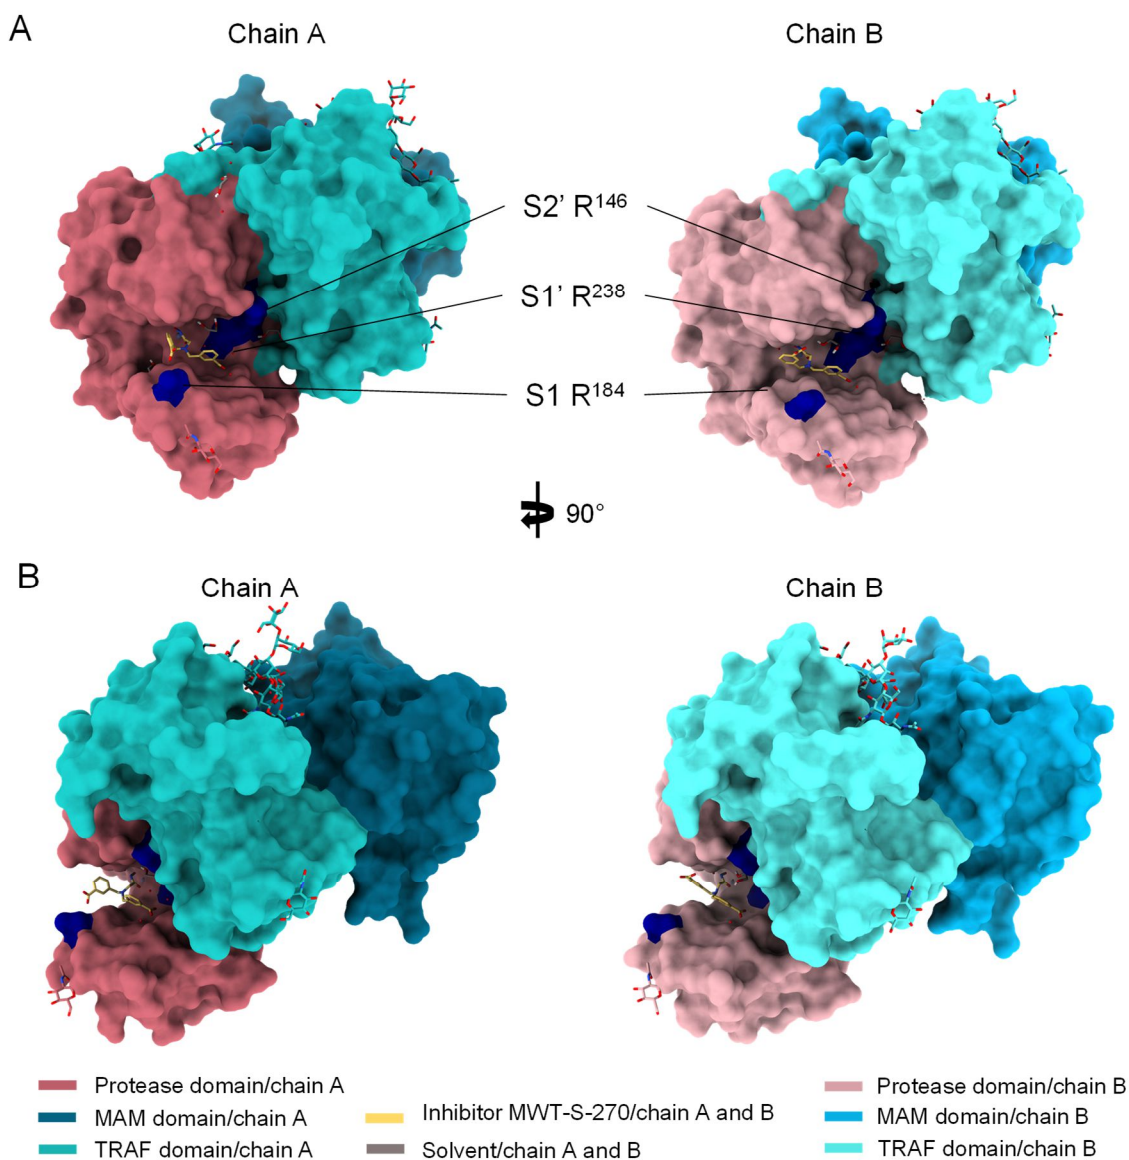 A
Chain A
Chain B
S2’ R¹⁴⁶
S1’ R²³⁸
S1 R¹⁸⁴
90°
B
Chain A
Chain B
Protease domain/chain A
MAM domain/chain A
TRAF domain/chain A
Inhibitor MWT-S-270/chain A and B
Solvent/chain A and B
Protease domain/chain B
MAM domain/chain B
TRAF domain/chain B